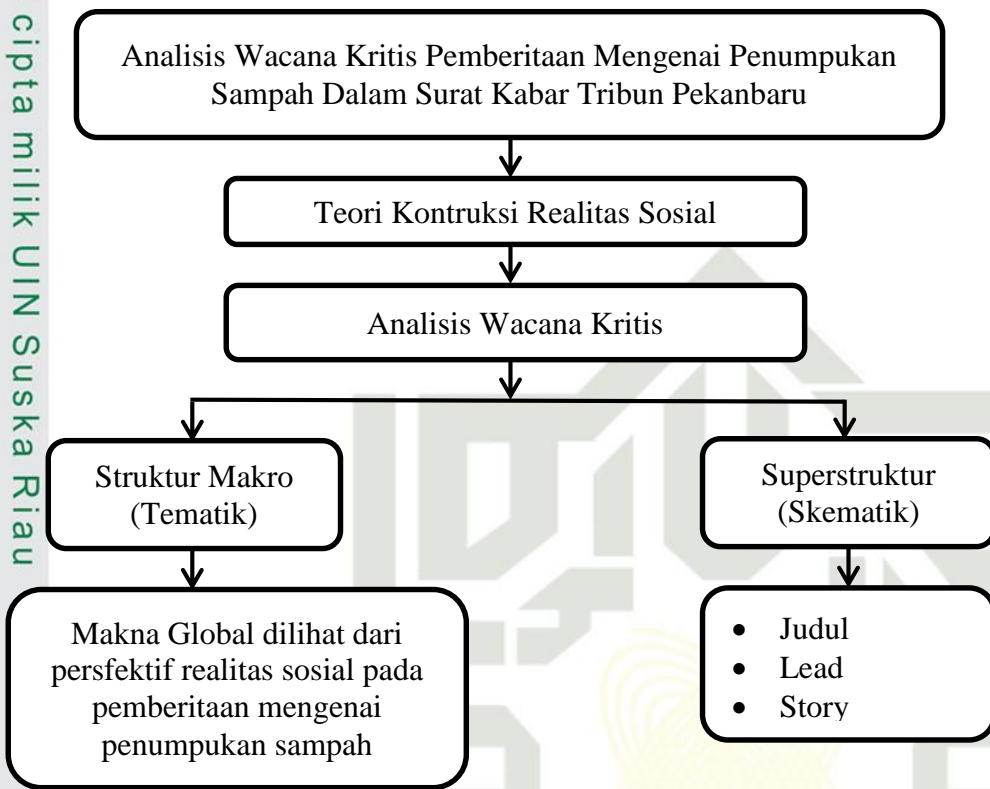 cipta milik UIN Suska Riau
Analisis Wacana Kritis Pemberitaan Mengenai Penumpukan
Sampah Dalam Surat Kabar Tribun Pekanbaru
Teori Kontruksi Realitas Sosial
Analisis Wacana Kritis
Struktur Makro
(Tematik)
Superstruktur
(Skematik)
Makna Global dilihat dari
persfektif realitas sosial pada
pemberitaan mengenai
penumpukan sampah
• Judul
• Lead
• Story